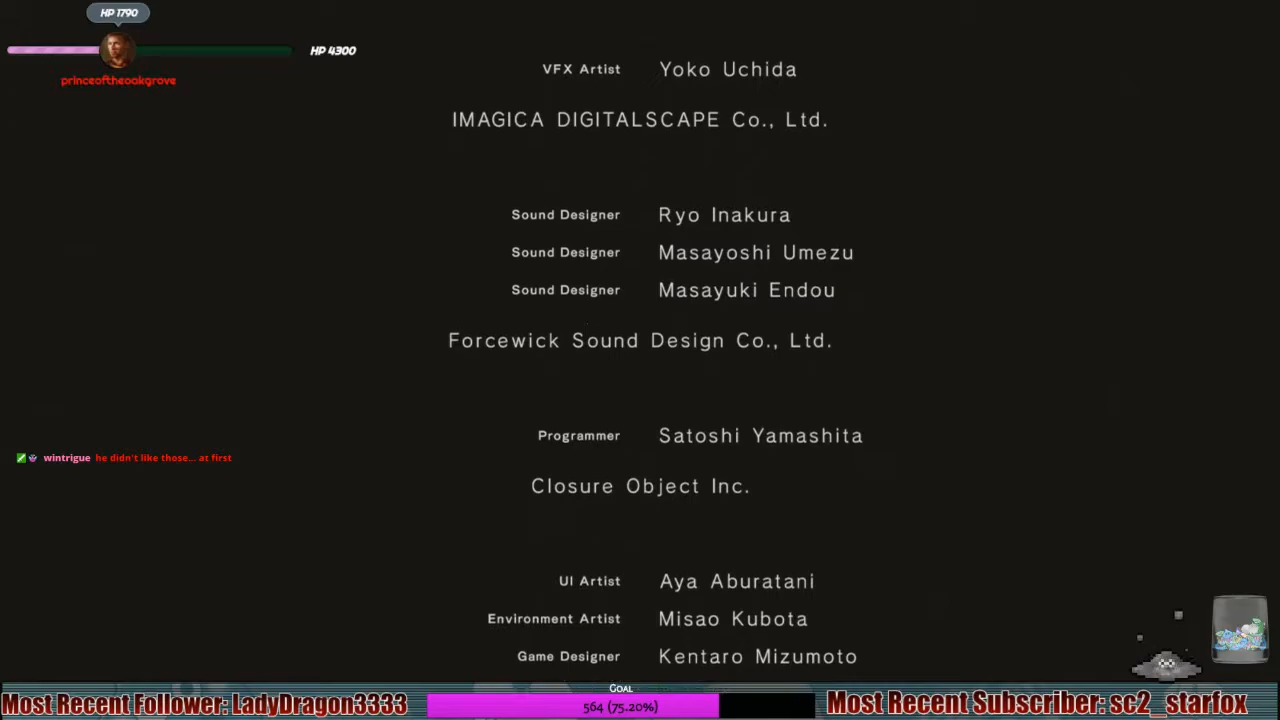 HP 1790
HP 4300
princeoftheoakgrove
VFX Artist Yoko Uchida
IMAGICA DIGITALSCAPE Co., Ltd.
Sound Designer Ryo Inakura
Sound Designer Masayoshi Umezu
Sound Designer Masayuki Endou
Forcewick Sound Design Co., Ltd.
Programmer Satoshi Yamashita
wintrigue he didn't like those... at first
Closure Object Inc.
UI Artist Aya Aburatani
Environment Artist Misao Kubota
Game Designer Kentaro Mizumoto
Most Recent Follower: LadyDragon3333
Goal
564 (75.20%)
Most Recent Subscriber: sc2_starfox